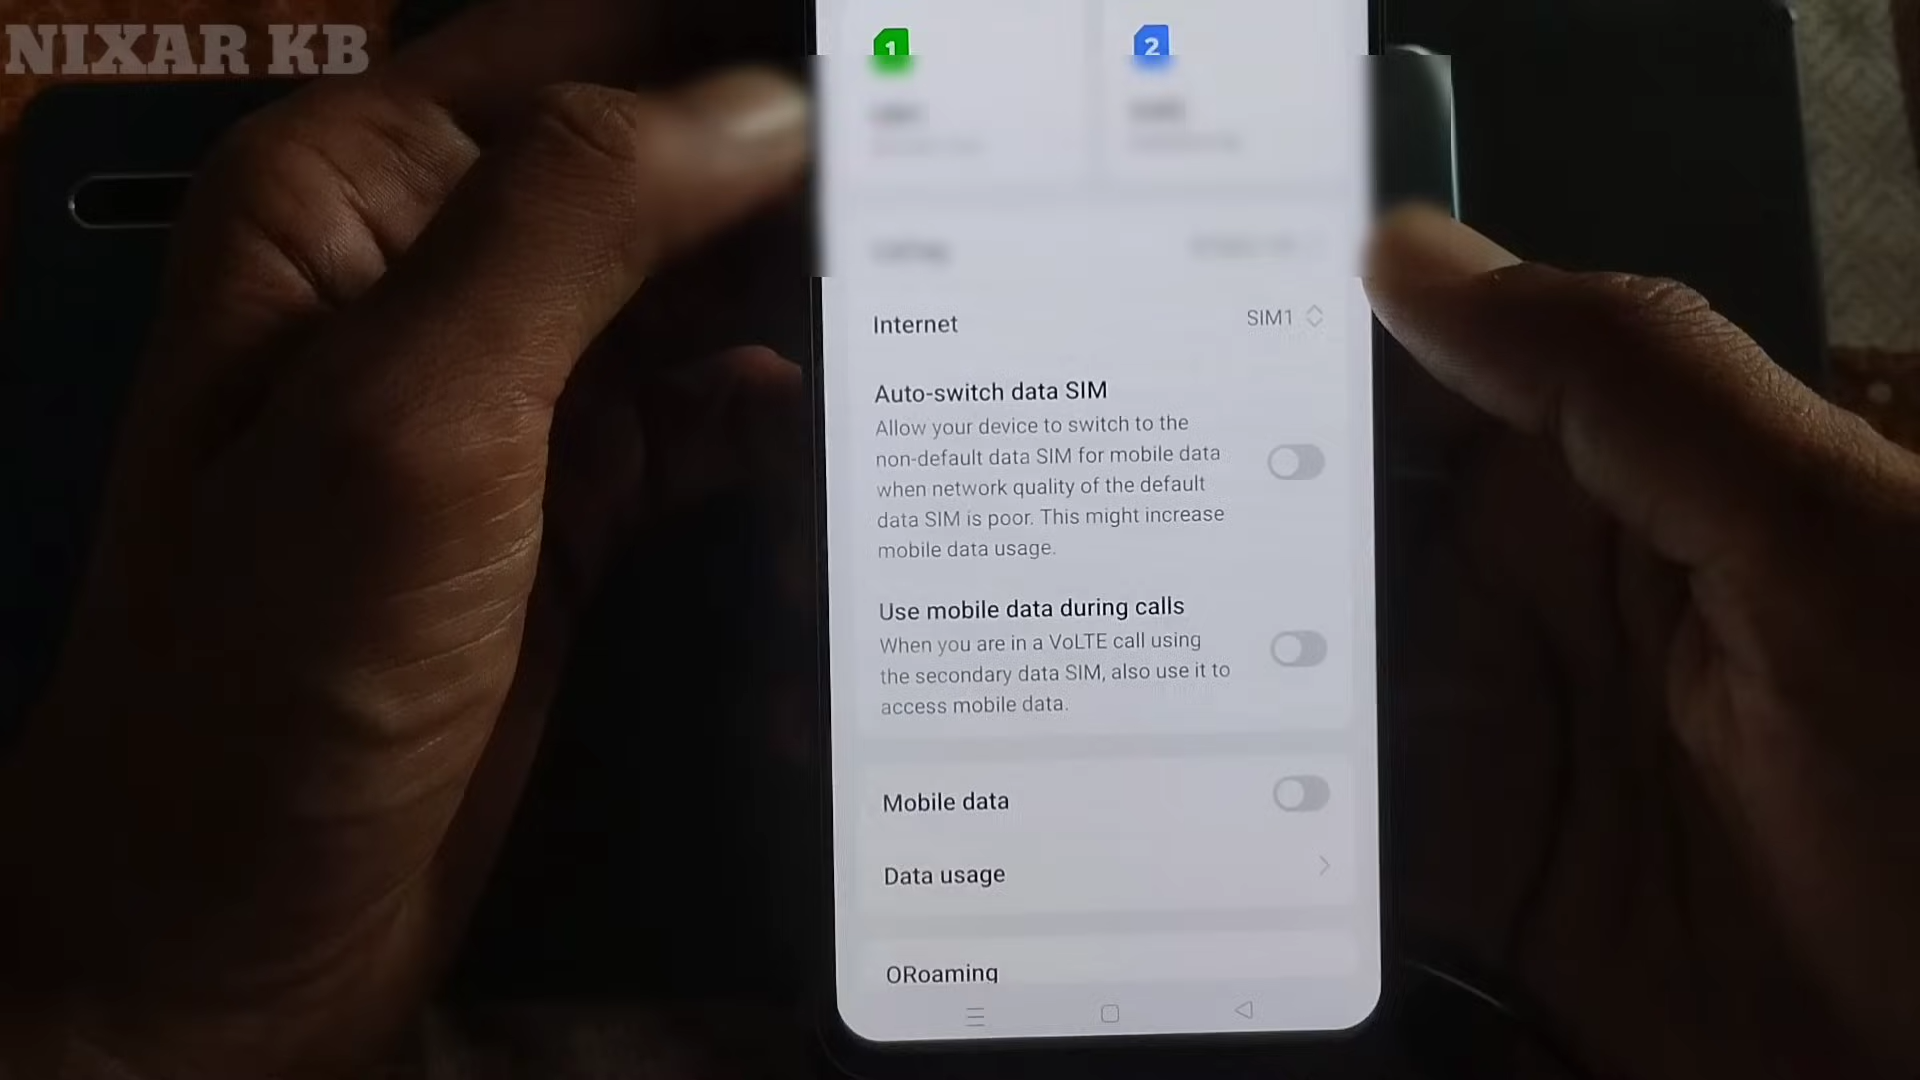 NIXAR KB
1
2
Internet
SIM1
Auto-switch data SIM
Allow your device to switch to the
non-default data SIM for mobile data
when network quality of the default
data SIM is poor. This might increase
mobile data usage.
Use mobile data during calls
When you are in a VoLTE call using
the secondary data SIM, also use it to
access mobile data.
Mobile data
Data usage
ORoaming